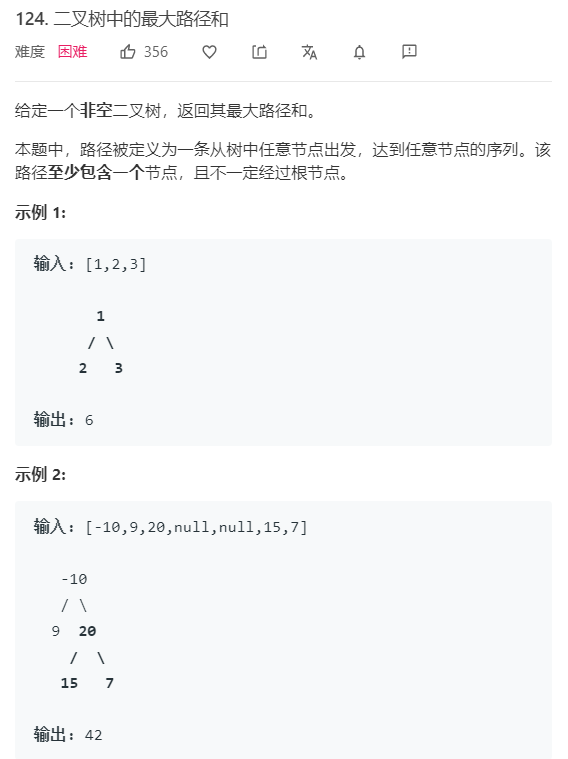 124. 二叉树中的最大路径和
难度 困难 356
给定一个非空二叉树，返回其最大路径和。
本题中，路径被定义为一条从树中任意节点出发，达到任意节点的序列。该
路径至少包含一个节点，且不一定经过根节点。
示例 1:
输入: [1,2,3]
1
/ \
2 3
输出: 6
示例 2:
输入: [-10,9,20,null,null,15,7]
-10
/ \
9 20
/ \
15 7
输出: 42